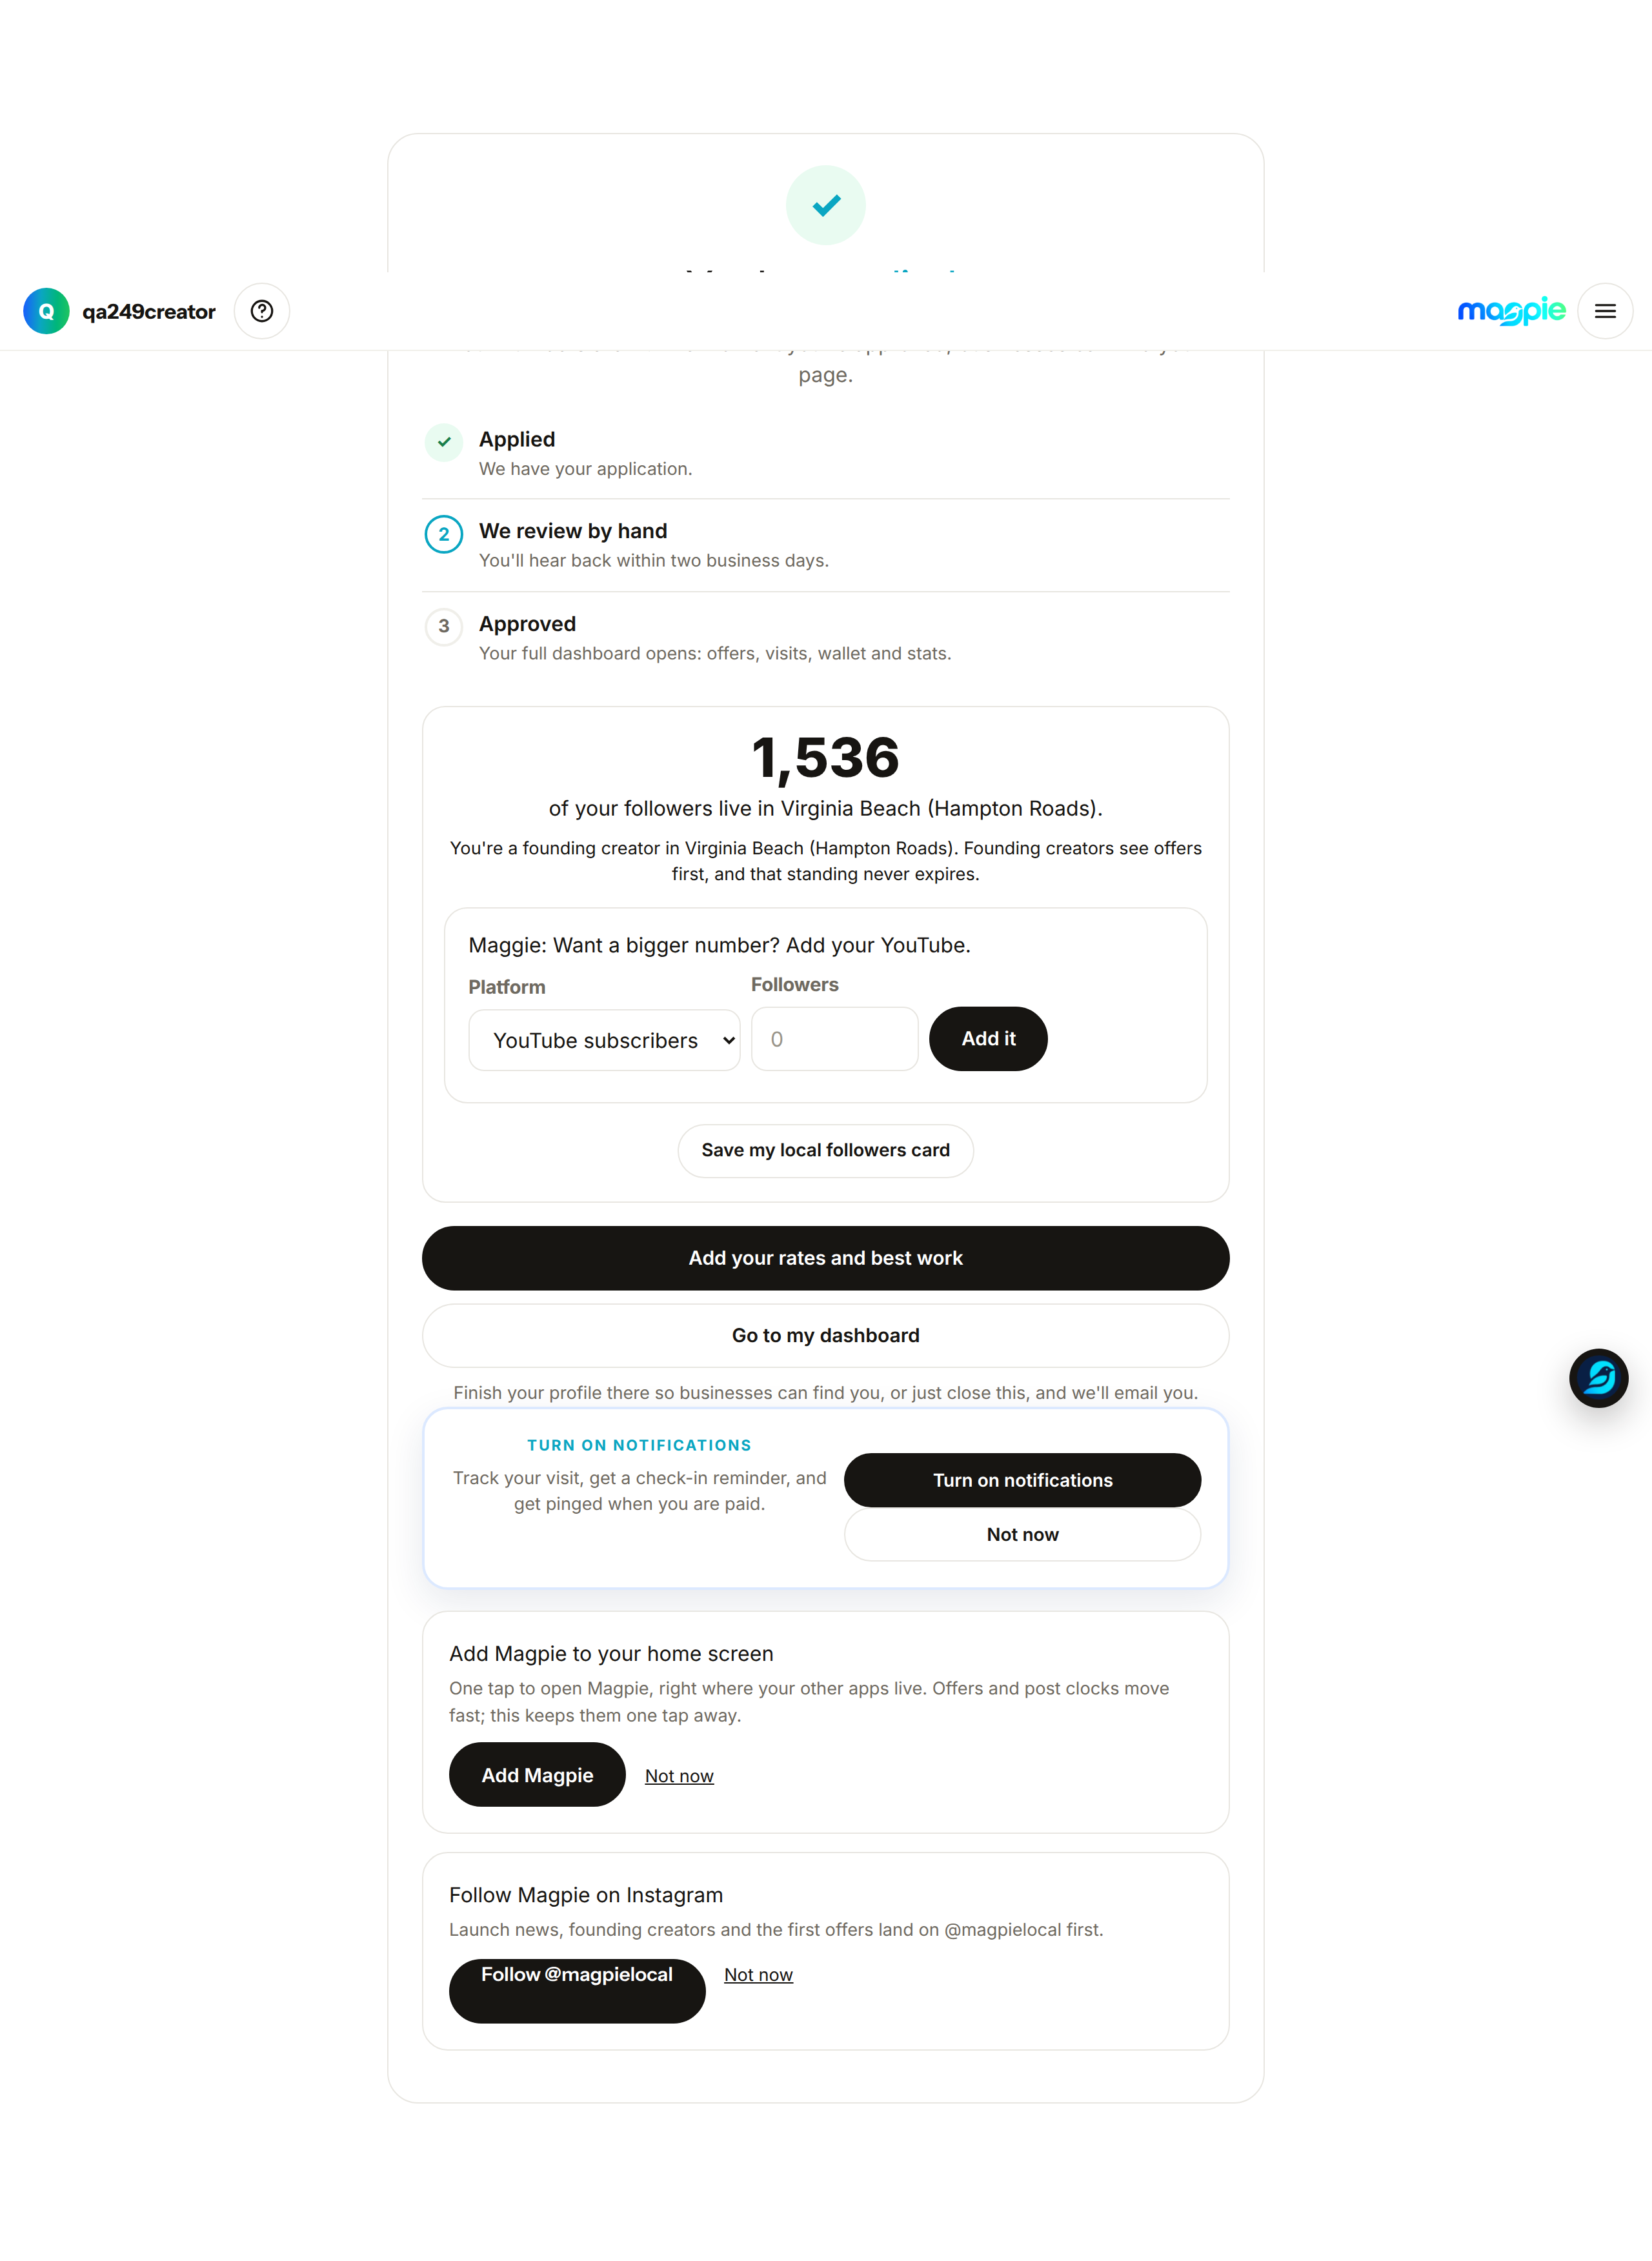 Q
qa249creator
magpie
page.
Applied
We have your application.
2
We review by hand
You'll hear back within two business days.
3
Approved
Your full dashboard opens: offers, visits, wallet and stats.
1,536
of your followers live in Virginia Beach (Hampton Roads).
You're a founding creator in Virginia Beach (Hampton Roads). Founding creators see offers
first, and that standing never expires.
Maggie: Want a bigger number? Add your YouTube.
Platform
Followers
YouTube subscribers
0
Add it
Save my local followers card
Add your rates and best work
Go to my dashboard
Finish your profile there so businesses can find you, or just close this, and we'll email you.
TURN ON NOTIFICATIONS
Track your visit, get a check-in reminder, and
get pinged when you are paid.
Turn on notifications
Not now
Add Magpie to your home screen
One tap to open Magpie, right where your other apps live. Offers and post clocks move
fast; this keeps them one tap away.
Add Magpie
Not now
Follow Magpie on Instagram
Launch news, founding creators and the first offers land on @magpielocal first.
Follow @magpielocal
Not now